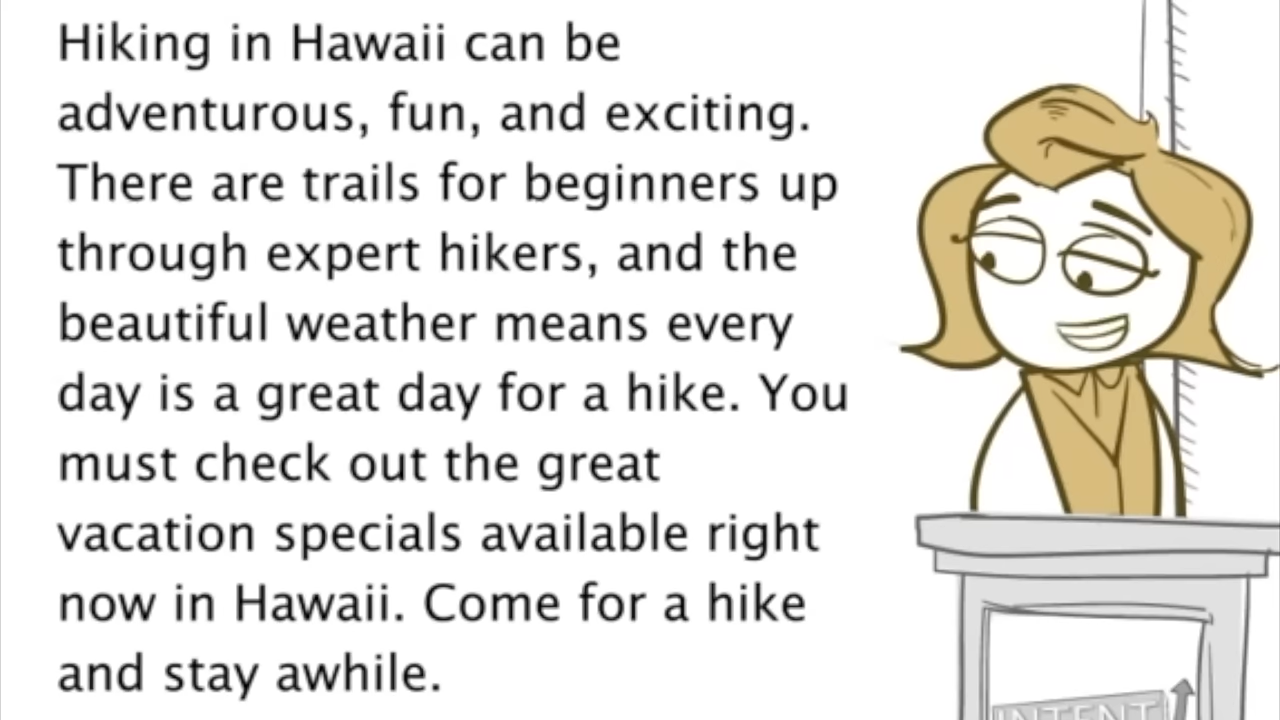 Hiking in Hawaii can be
adventurous, fun, and exciting.
There are trails for beginners up
through expert hikers, and the
beautiful weather means every
day is a great day for a hike. You
must check out the great
vacation specials available right
now in Hawaii. Come for a hike
and stay awhile.
INTENT